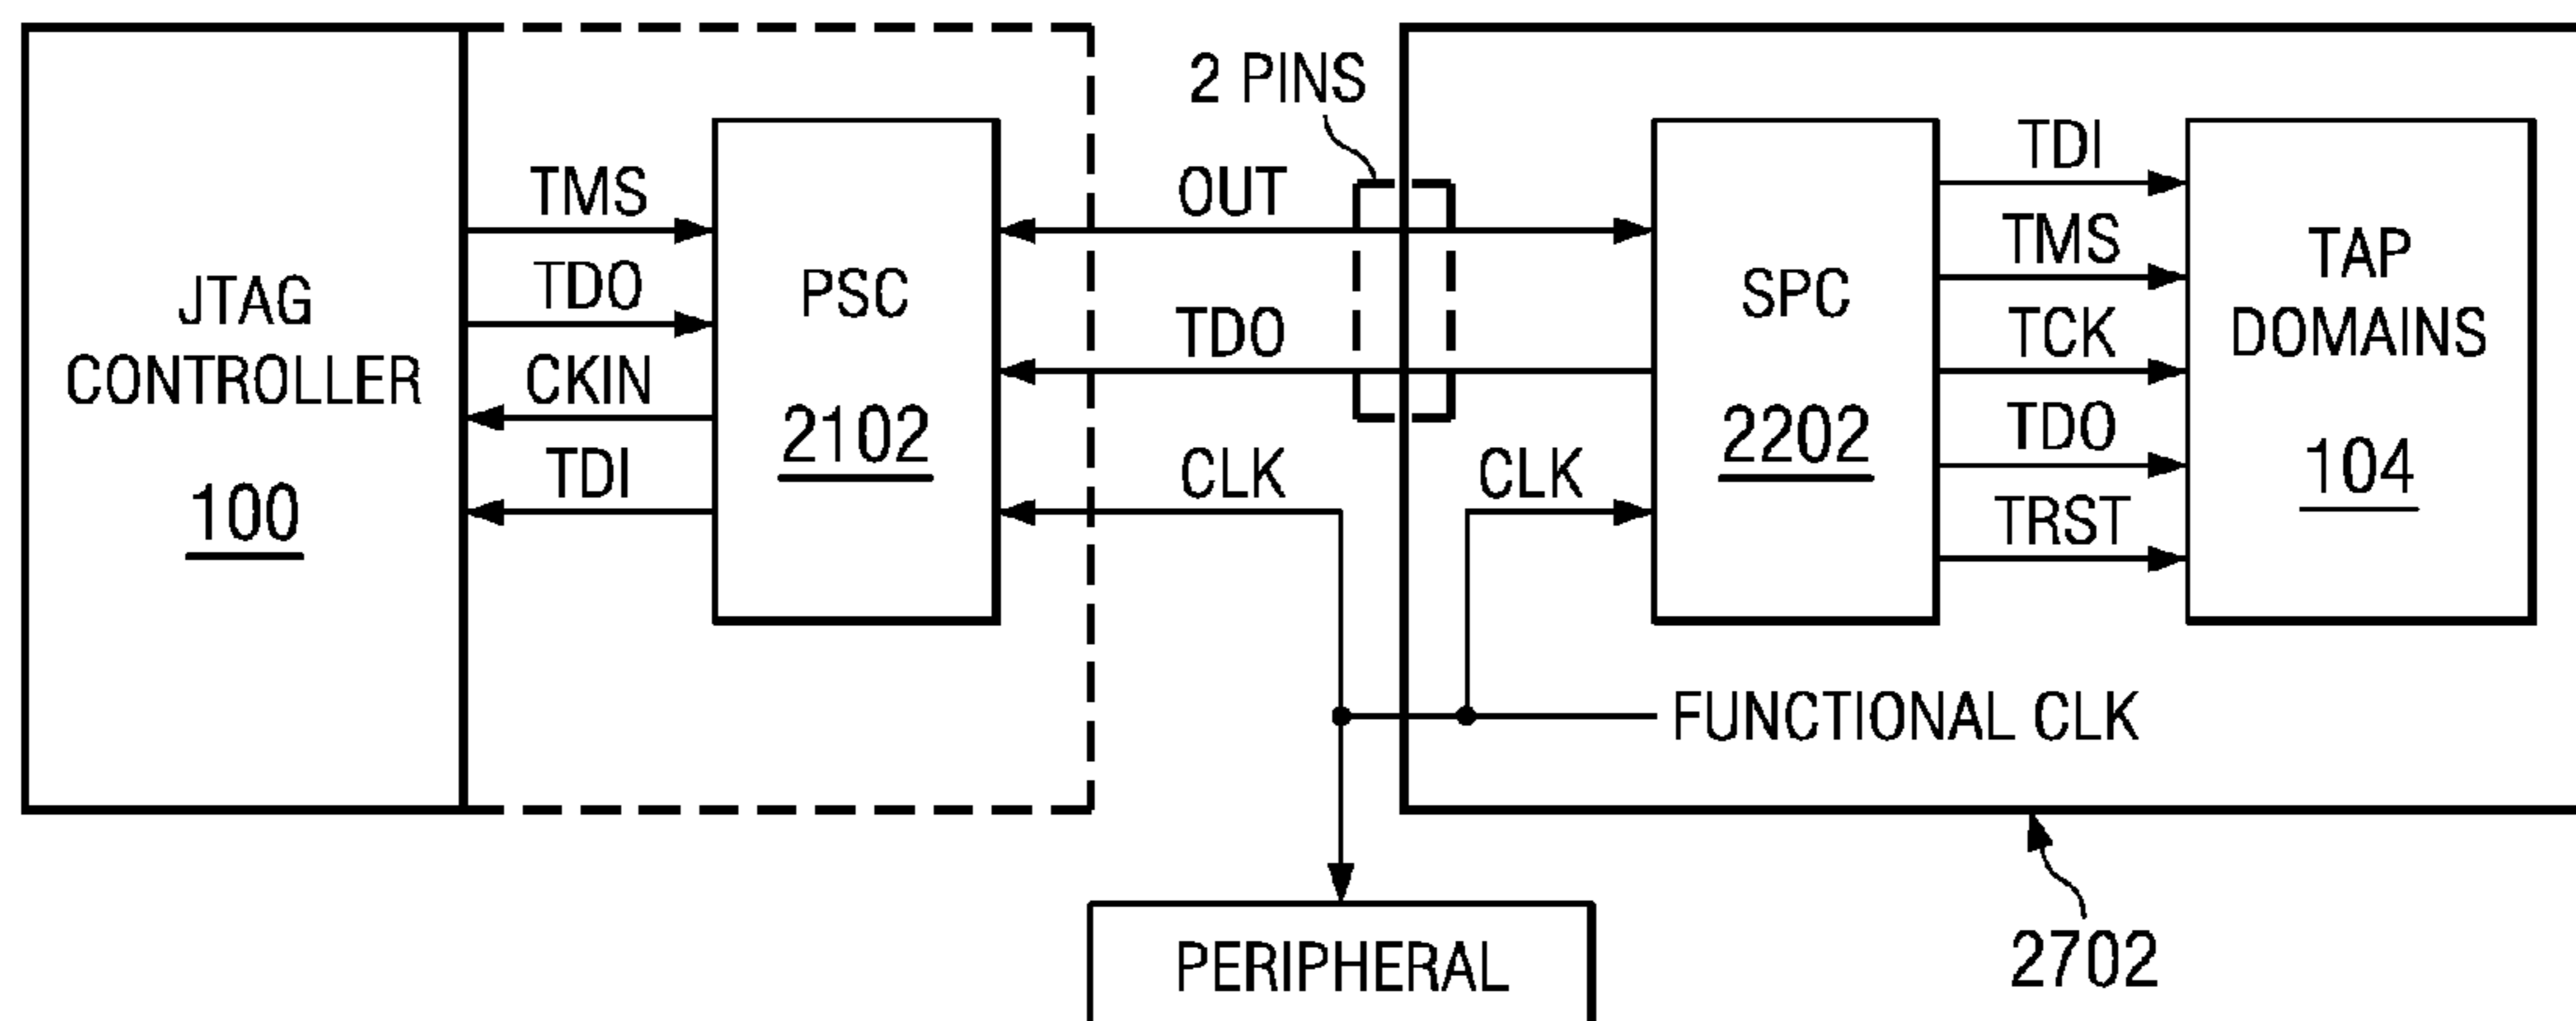 JTAG
CONTROLLER
100
TMS
TDO
CKIN
TDI
PSC
2102
2 PINS
OUT
TDO
CLK
CLK
SPC
2202
TDI
TMS
TCK
TDO
TRST
TAP
DOMAINS
104
FUNCTIONAL CLK
PERIPHERAL
2702